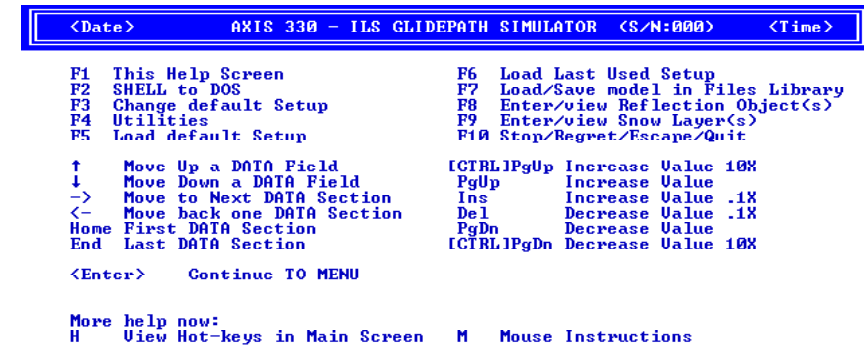 <Date> AXIS 330 - ILS GLIDEPATH SIMULATOR (S/N:000) <Time>
F1 This Help Screen F6 Load Last Used Setup
F2 SHELL to DOS F7 Load/Save model in Files Library
F3 Change default Setup F8 Enter/view Reflection Object(s)
F4 Utilities F9 Enter/view Snow Layer(s)
F5 Load default Setup F10 Stop/Regret/Escape/Quit
↑ Move Up a DATA Field [CTRL]PgUp Increase Value 10X
↓ Move Down a DATA Field PgUp Increase Value
-> Move to Next DATA Section Ins Increase Value .1X
<- Move back one DATA Section Del Decrease Value .1X
Home First DATA Section PgDn Decrease Value
End Last DATA Section [CTRL]PgDn Decrease Value 10X
<Enter> Continue TO MENU
More help now:
H View Hot-keys in Main Screen M Mouse Instructions